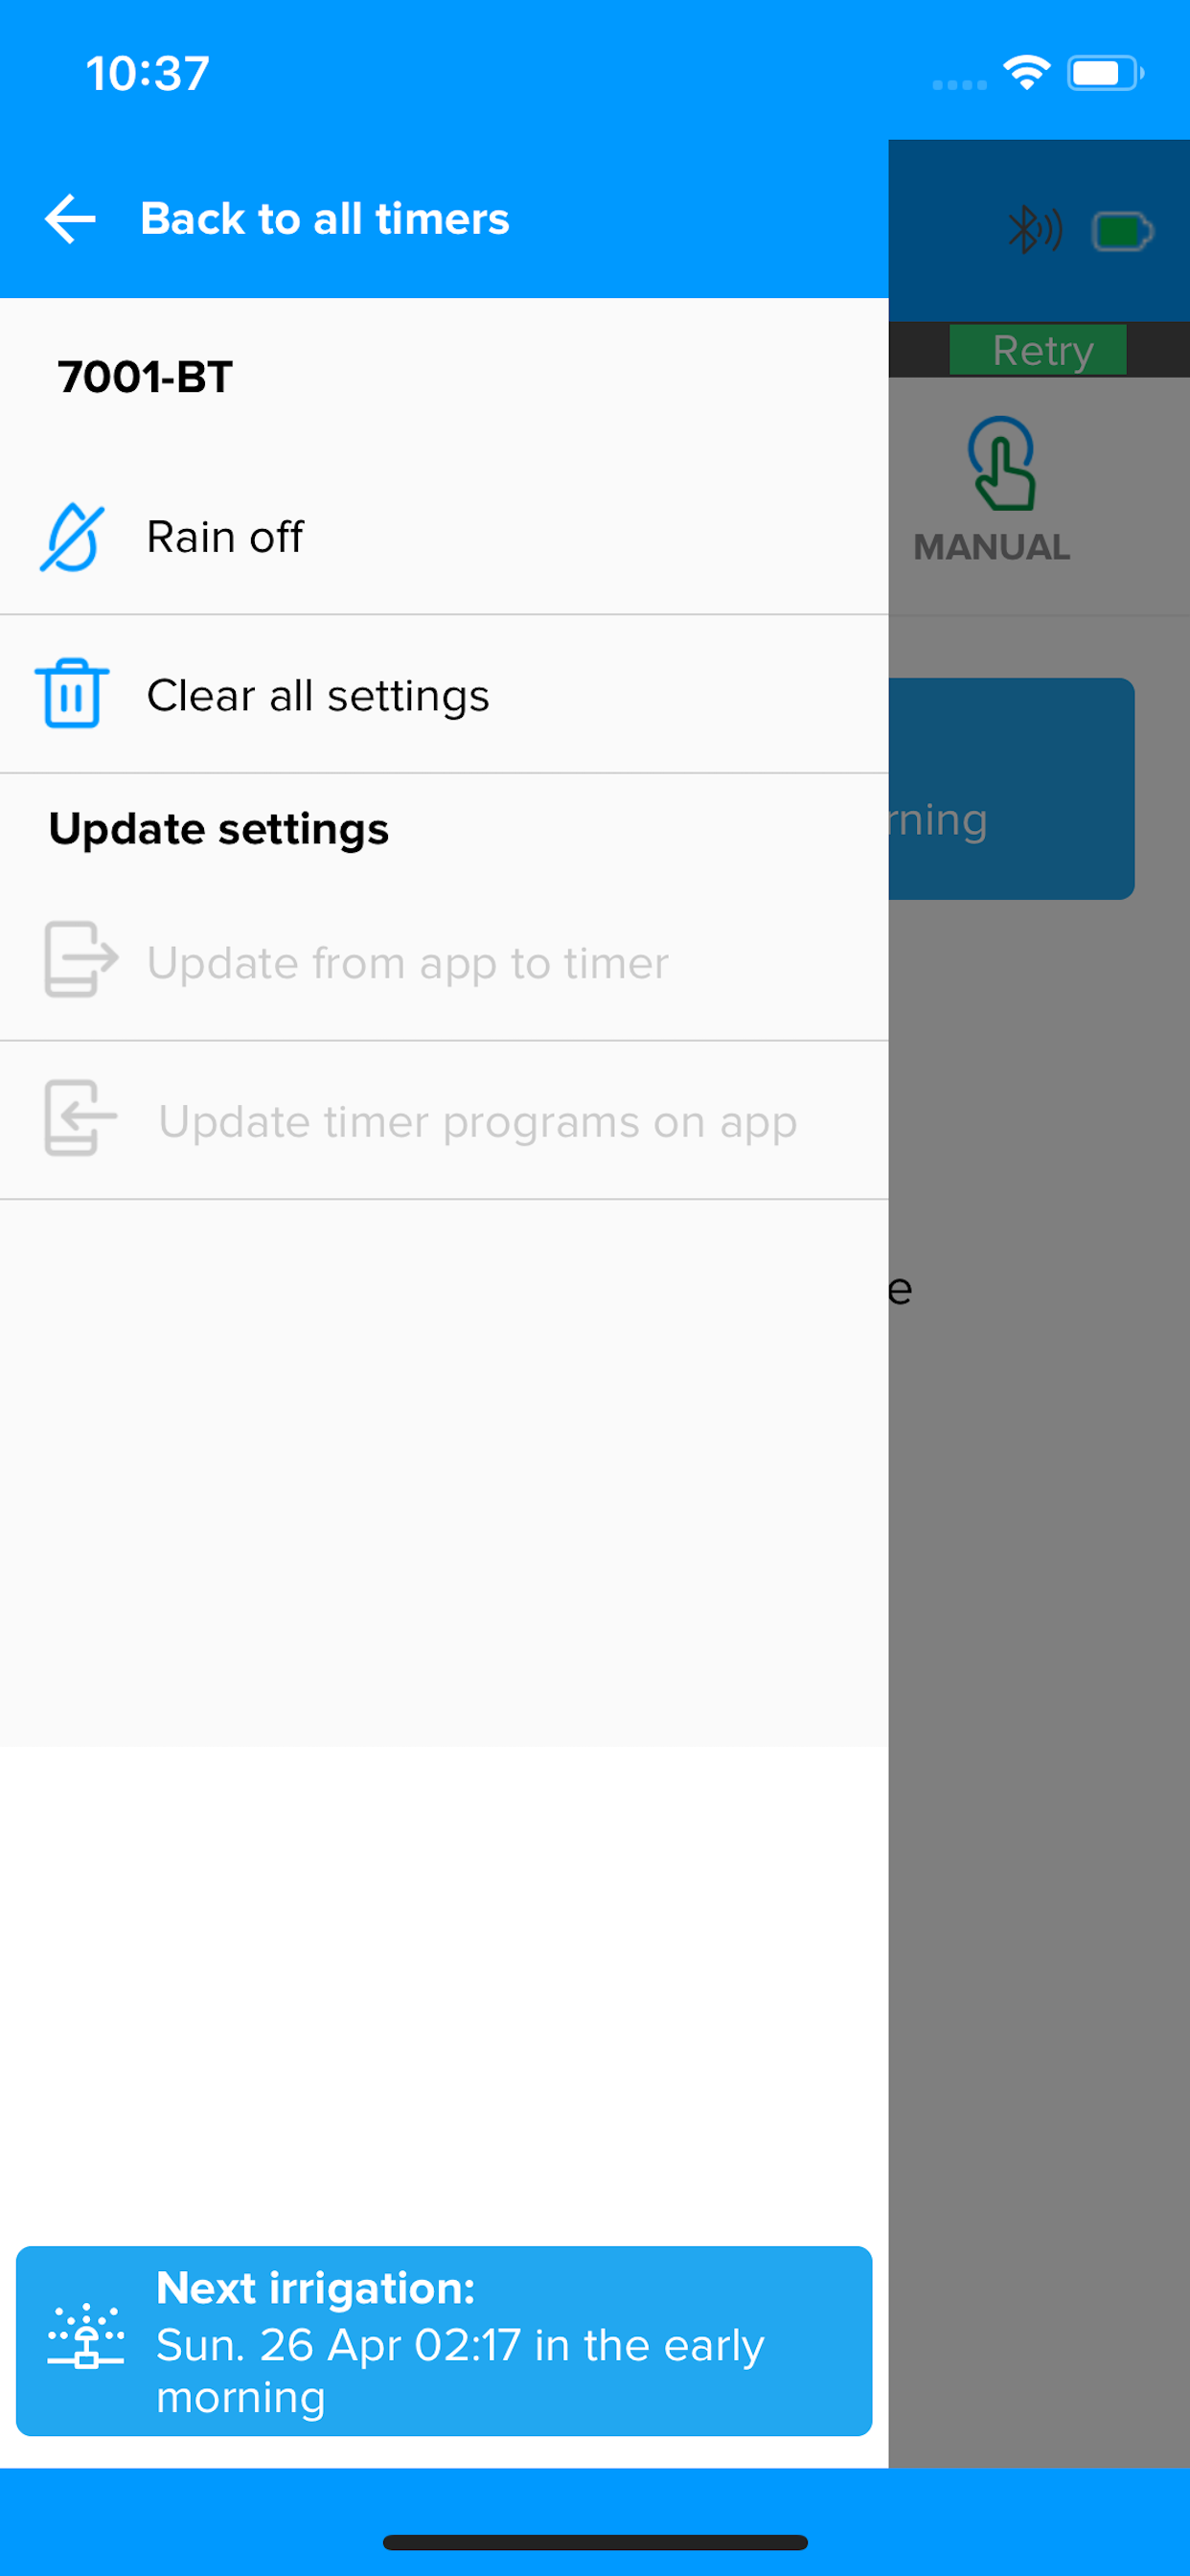 10:37
Back to all timers
Retry
7001-BT
MANUAL
Rain off
Clear all settings
rning
Update settings
Update from app to timer
Update timer programs on app
e
Next irrigation:
Sun. 26 Apr 02:17 in the early
morning